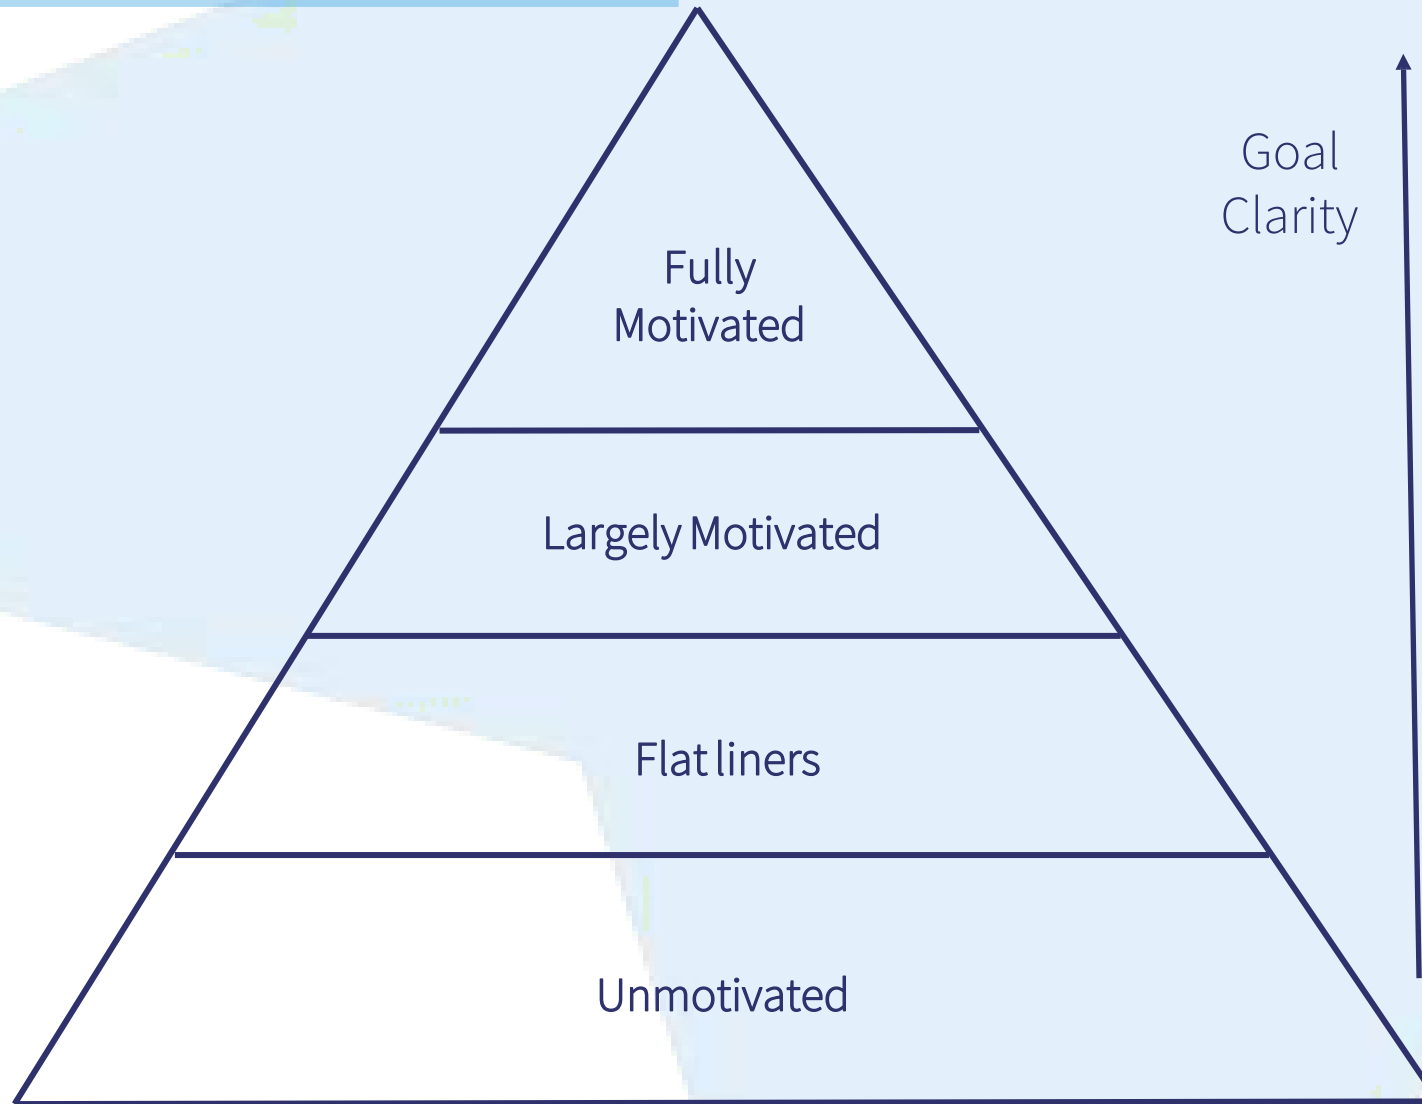 Goal
Clarity
Fully
Motivated
Largely Motivated
Flat liners
Unmotivated